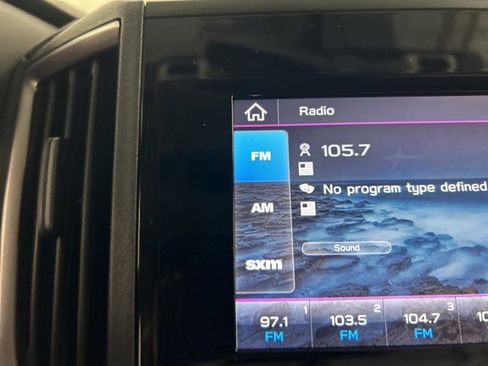 Radio
FM
105.7
No program type defined
AM
Sound
sxm
1 2 3
97.1 103.5 104.7 10
FM FM FM